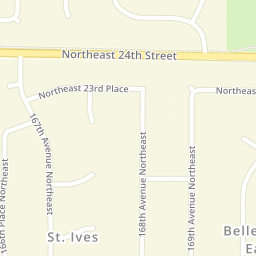 Northeast 24th Street
Northeast 23rd Place
Northeas
167th Avenue Northeast
168th Avenue Northeast
169th Avenue Northeast
166th Place Northeast
St. Ives
Belle
Ea